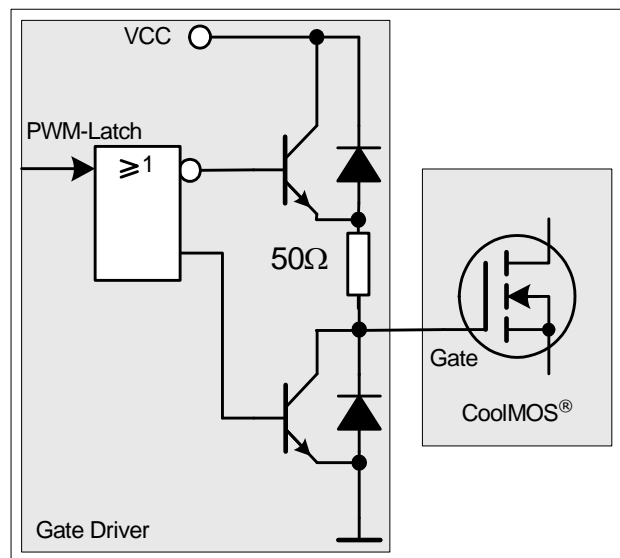 VCC
PWM-Latch
≥1
50Ω
Gate
CoolMOS®
Gate Driver